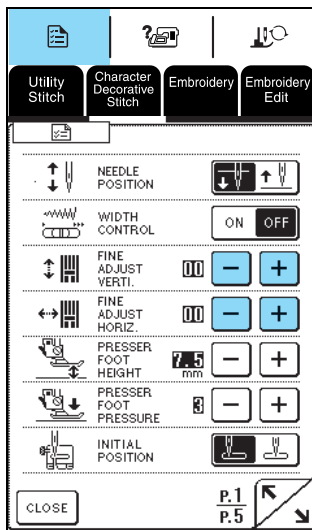 ?
Utility
Stitch
Character
Decorative
Stitch
Embroidery
Embroidery
Edit
NEEDLE
POSITION
WIDTH
CONTROL
ON OFF
FINE
ADJUST
VERTI.
00 − +
FINE
ADJUST
HORIZ.
00 − +
PRESSER
FOOT
HEIGHT
7.5
mm
− +
PRESSER
FOOT
PRESSURE
3 − +
INITIAL
POSITION
CLOSE
P.1
P.5